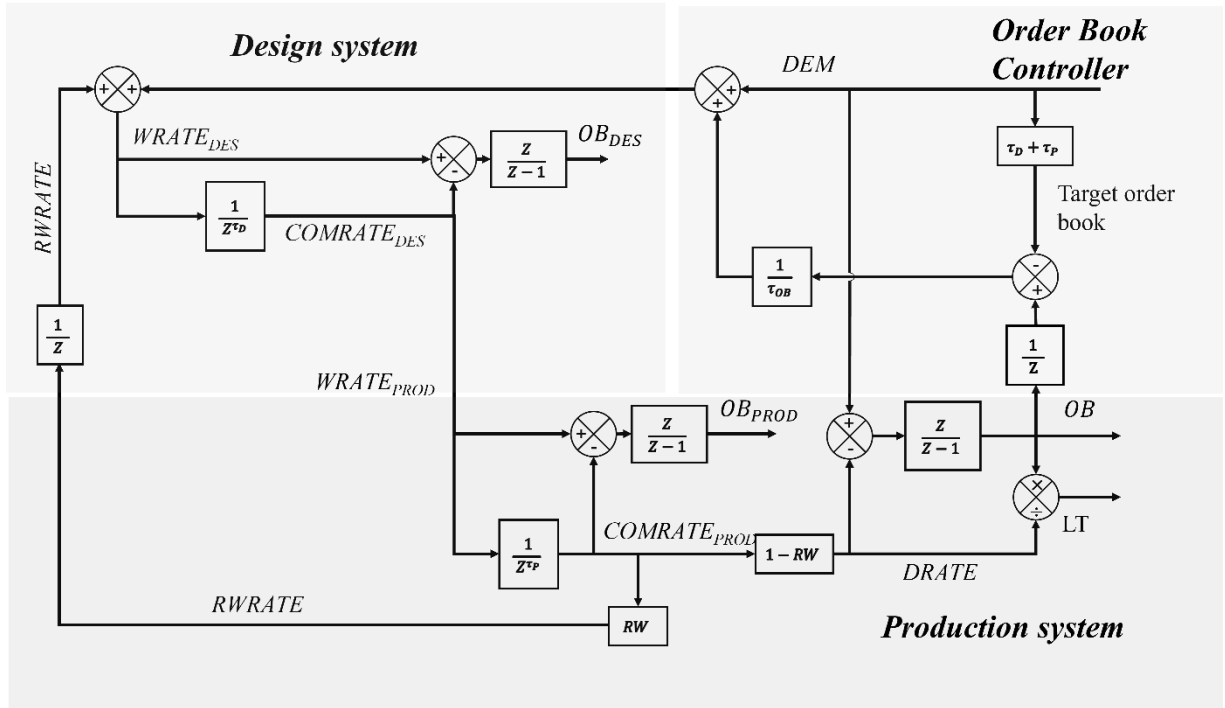 Design system
Order Book
Controller
DEM
+ +
+ +
WRATE_DES
+ -
Z / Z − 1
OB_DES
τ_D + τ_P
RWRATE
1 / Z^τ_D
COMRATE_DES
Target order
book
1 / τ_OB
- +
1 / Z
1 / Z
WRATE_PROD
+ -
Z / Z − 1
OB_PROD
+ -
Z / Z − 1
OB
× ÷
LT
1 / Z^τ_P
COMRATE_PROD
1 − RW
DRATE
RWRATE
RW
Production system